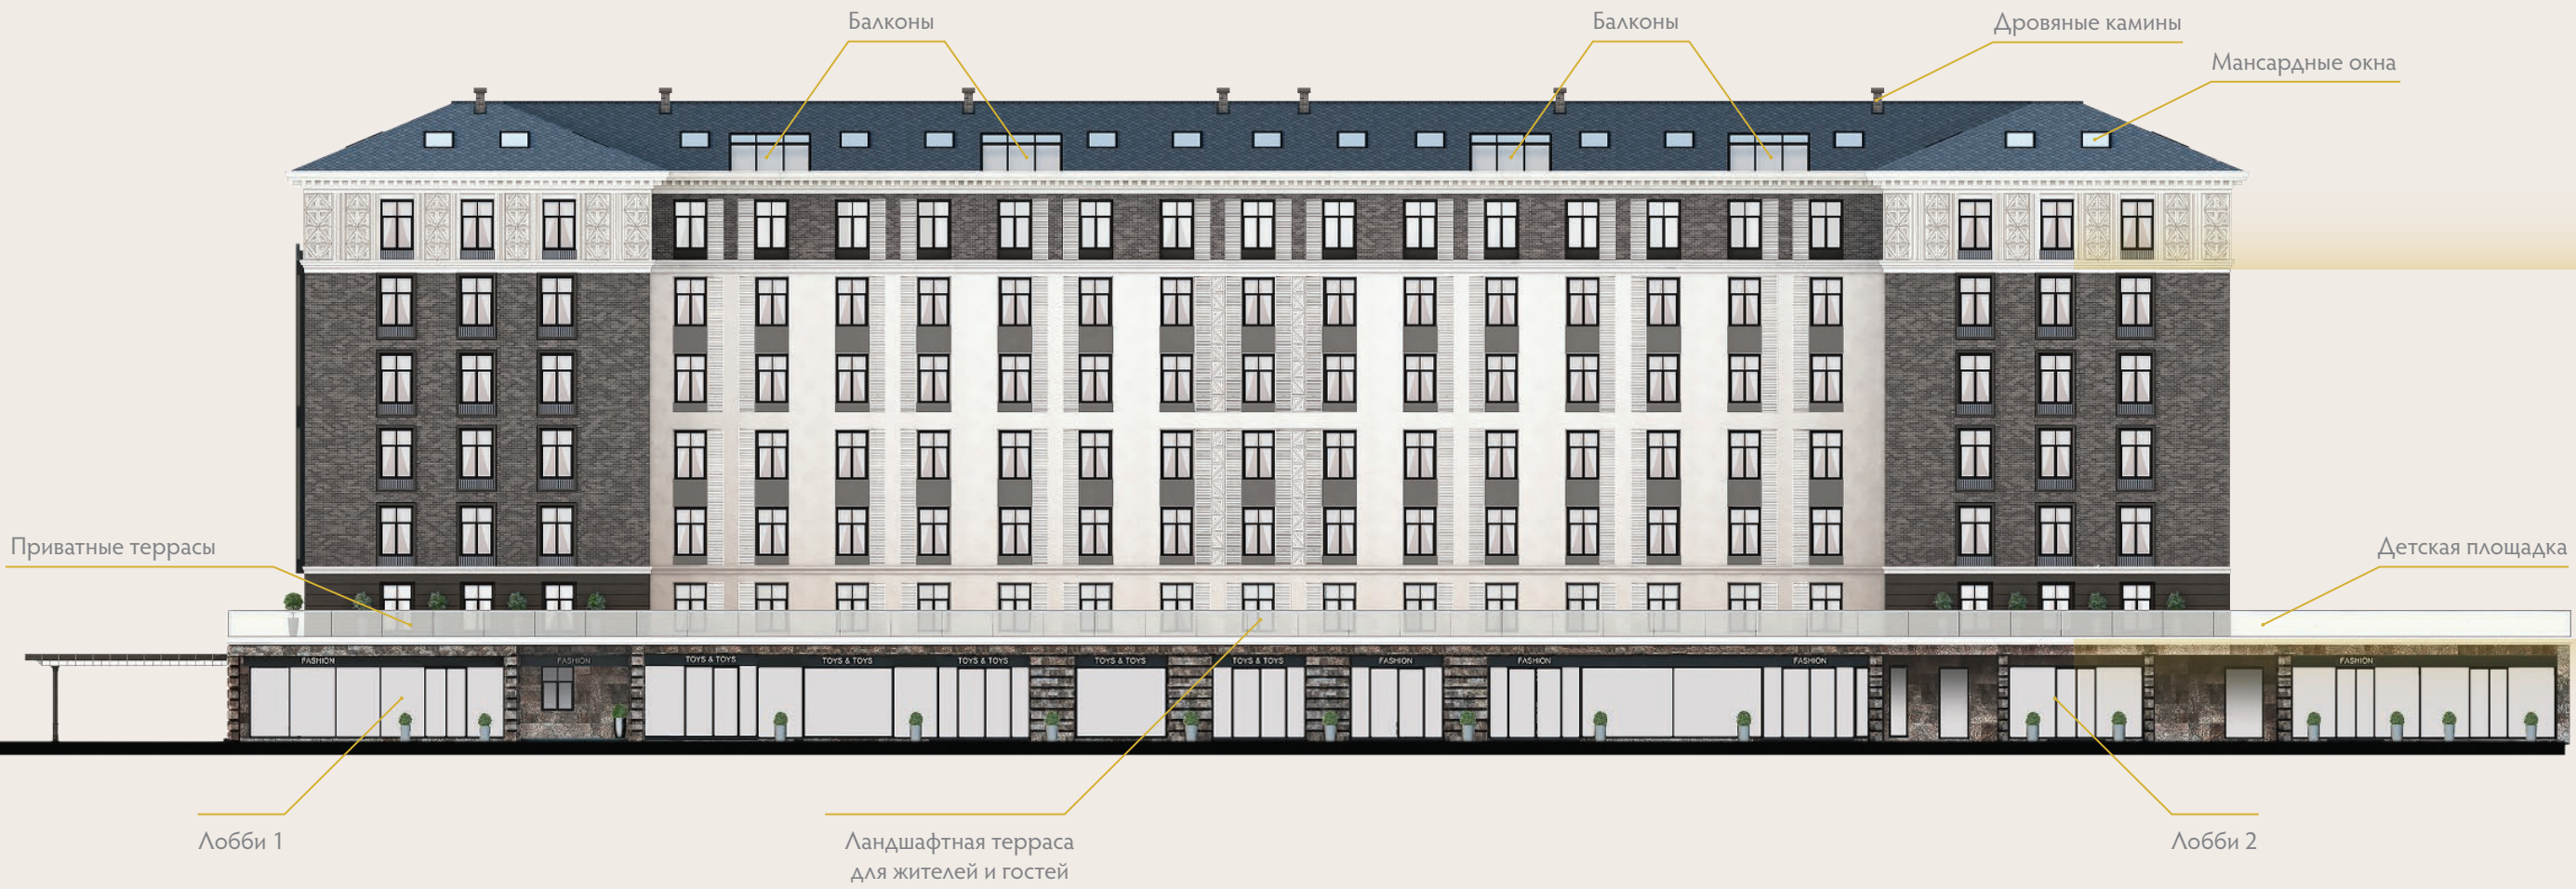 Балконы
Балконы
Дровяные камины
Мансардные окна
Приватные террасы
Детская площадка
FASHION
FASHION
TOYS & TOYS
TOYS & TOYS
TOYS & TOYS
TOYS & TOYS
TOYS & TOYS
FASHION
FASHION
FASHION
FASHION
Лобби 1
Ландшафтная терраса
для жителей и гостей
Лобби 2